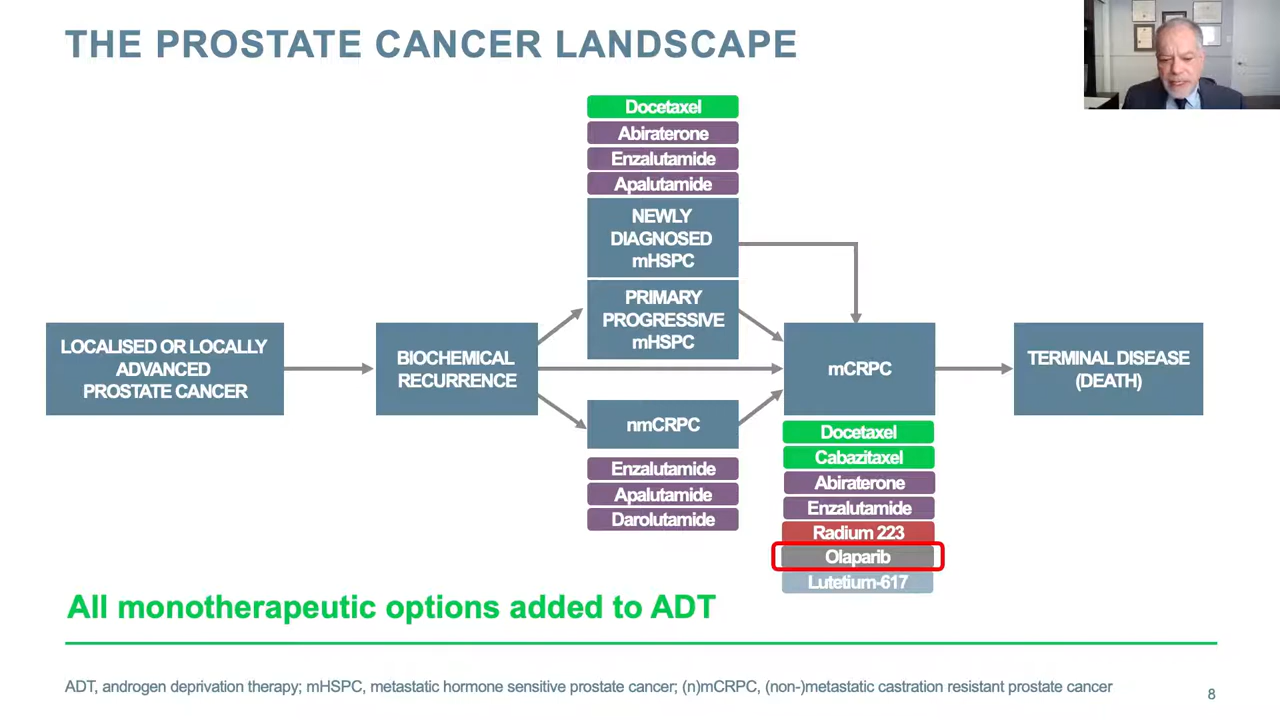 THE PROSTATE CANCER LANDSCAPE
Docetaxel
Abiraterone
Enzalutamide
Apalutamide
NEWLY
DIAGNOSED
mHSPC
PRIMARY
PROGRESSIVE
mHSPC
LOCALISED OR LOCALLY
ADVANCED
PROSTATE CANCER
BIOCHEMICAL
RECURRENCE
mCRPC
TERMINAL DISEASE
(DEATH)
nmCRPC
Enzalutamide
Apalutamide
Darolutamide
Docetaxel
Cabazitaxel
Abiraterone
Enzalutamide
Radium 223
Olaparib
Lutetium-617
All monotherapeutic options added to ADT
ADT, androgen deprivation therapy; mHSPC, metastatic hormone sensitive prostate cancer; (n)mCRPC, (non-)metastatic castration resistant prostate cancer
8